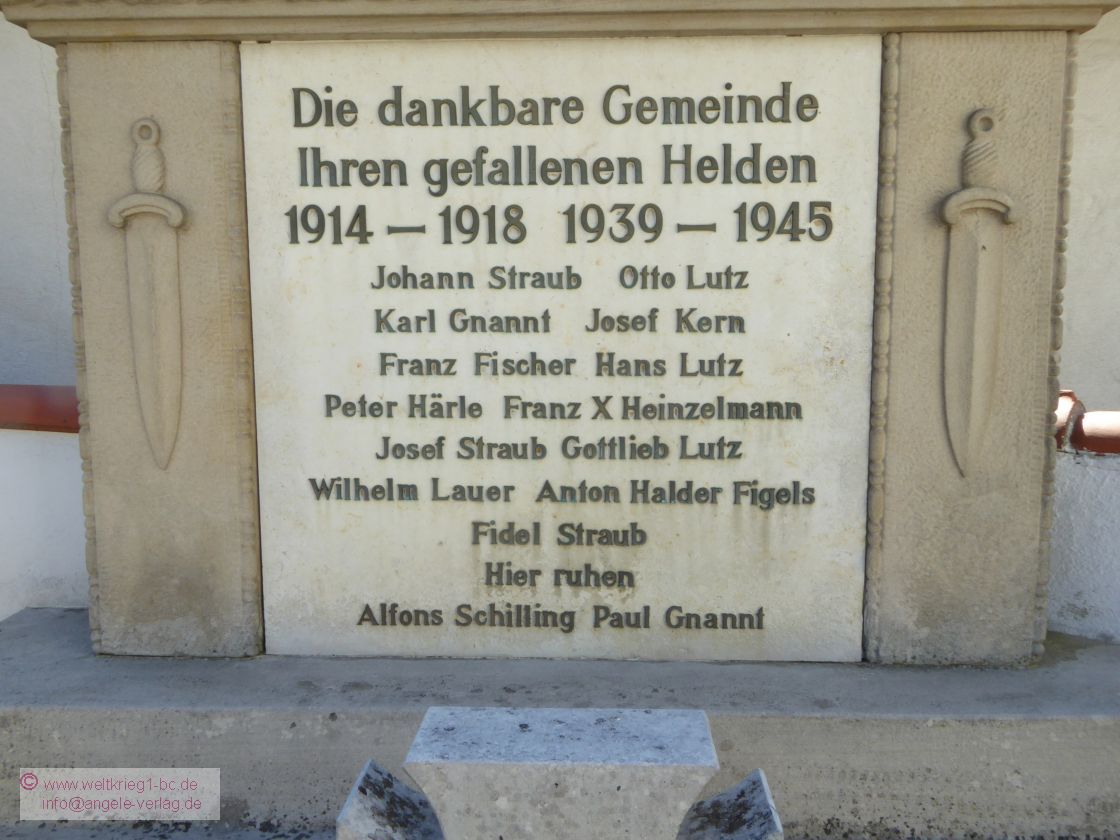 Die dankbare Gemeinde
Ihren gefallenen Helden
1914 – 1918 1939 – 1945
Johann Straub Otto Lutz
Karl Gnannt Josef Kern
Franz Fischer Hans Lutz
Peter Härle Franz X Heinzelmann
Josef Straub Gottlieb Lutz
Wilhelm Lauer Anton Halder Figels
Fidel Straub
Hier ruhen
Alfons Schilling Paul Gnannt
© www.weltkrieg1-bc.de
info@angele-verlag.de